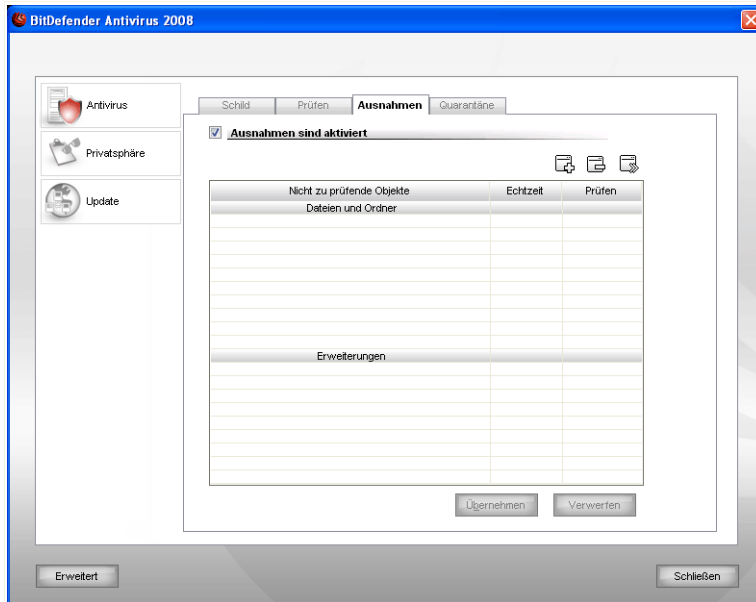 BitDefender Antivirus 2008
Antivirus
Privatsphäre
Update
Schild Prüfen Ausnahmen Quarantäne
Ausnahmen sind aktiviert
Nicht zu prüfende Objekte Echtzeit Prüfen
Dateien und Ordner
Erweiterungen
Übernehmen Verwerfen
Erweitert Schließen